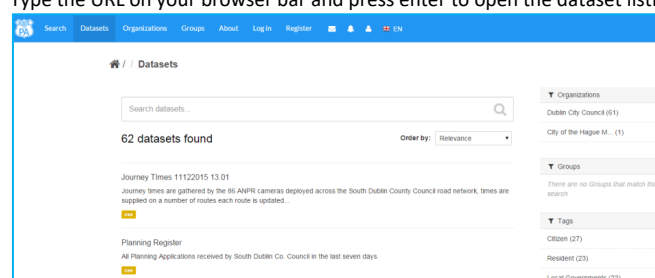 Type the URL on your browser bar and press enter to open the dataset listi
PA Search Datasets Organizations Groups About Log in Register EN
/ / Datasets
Search datasets...
62 datasets found
Order by: Relevance
Journey Times 11122015 13 01
Journey times are gathered by the 86 ANPR cameras deployed across the South Dublin County Council road network, times are
supplied on a number of routes each route is updated...
Planning Register
All Planning Applications received by South Dublin Co. Council in the last seven days.
Organizations
Dublin City Council (61)
City of the Hague M... (1)
Groups
There are no Groups that match this
search
Tags
Citizen (27)
Resident (23)
Local Governments (22)